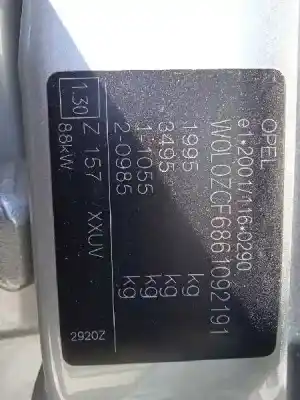 OPEL
e1*2001/116*0290
W0L0ZCF6861092191
1995 kg
3495 kg
1-1055 kg
2-0985 kg
1.30 Z 157 XXUV
88kW
2920Z